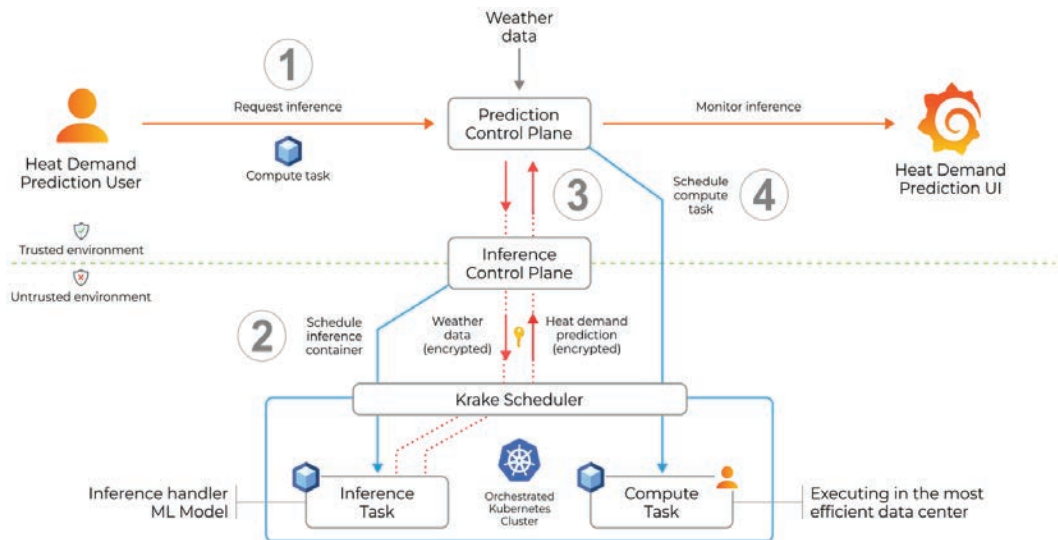 Weather
data
1
Request inference
Compute task
Heat Demand
Prediction User
Prediction
Control Plane
Monitor inference
Heat Demand
Prediction UI
3
Schedule
compute
task
4
Trusted environment
Untrusted environment
Inference
Control Plane
2
Schedule
inference
container
Weather
data
(encrypted)
Heat demand
prediction
(encrypted)
Krake Scheduler
Inference handler
ML Model
Inference
Task
Orchestrated
Kubernetes
Cluster
Compute
Task
Executing in the most
efficient data center